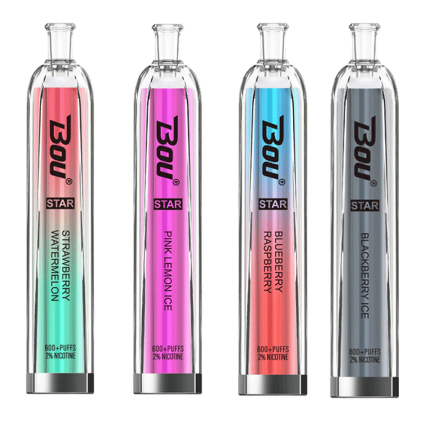 Bou®
STAR
STRAWBERRY
WATERMELON
600+PUFFS
2% NICOTINE
Bou®
STAR
PINK LEMON ICE
600+PUFFS
2% NICOTINE
Bou®
STAR
BLUEBERRY
RASPBERRY
600+PUFFS
2% NICOTINE
Bou®
STAR
BLACKBERRY ICE
600+PUFFS
2% NICOTINE